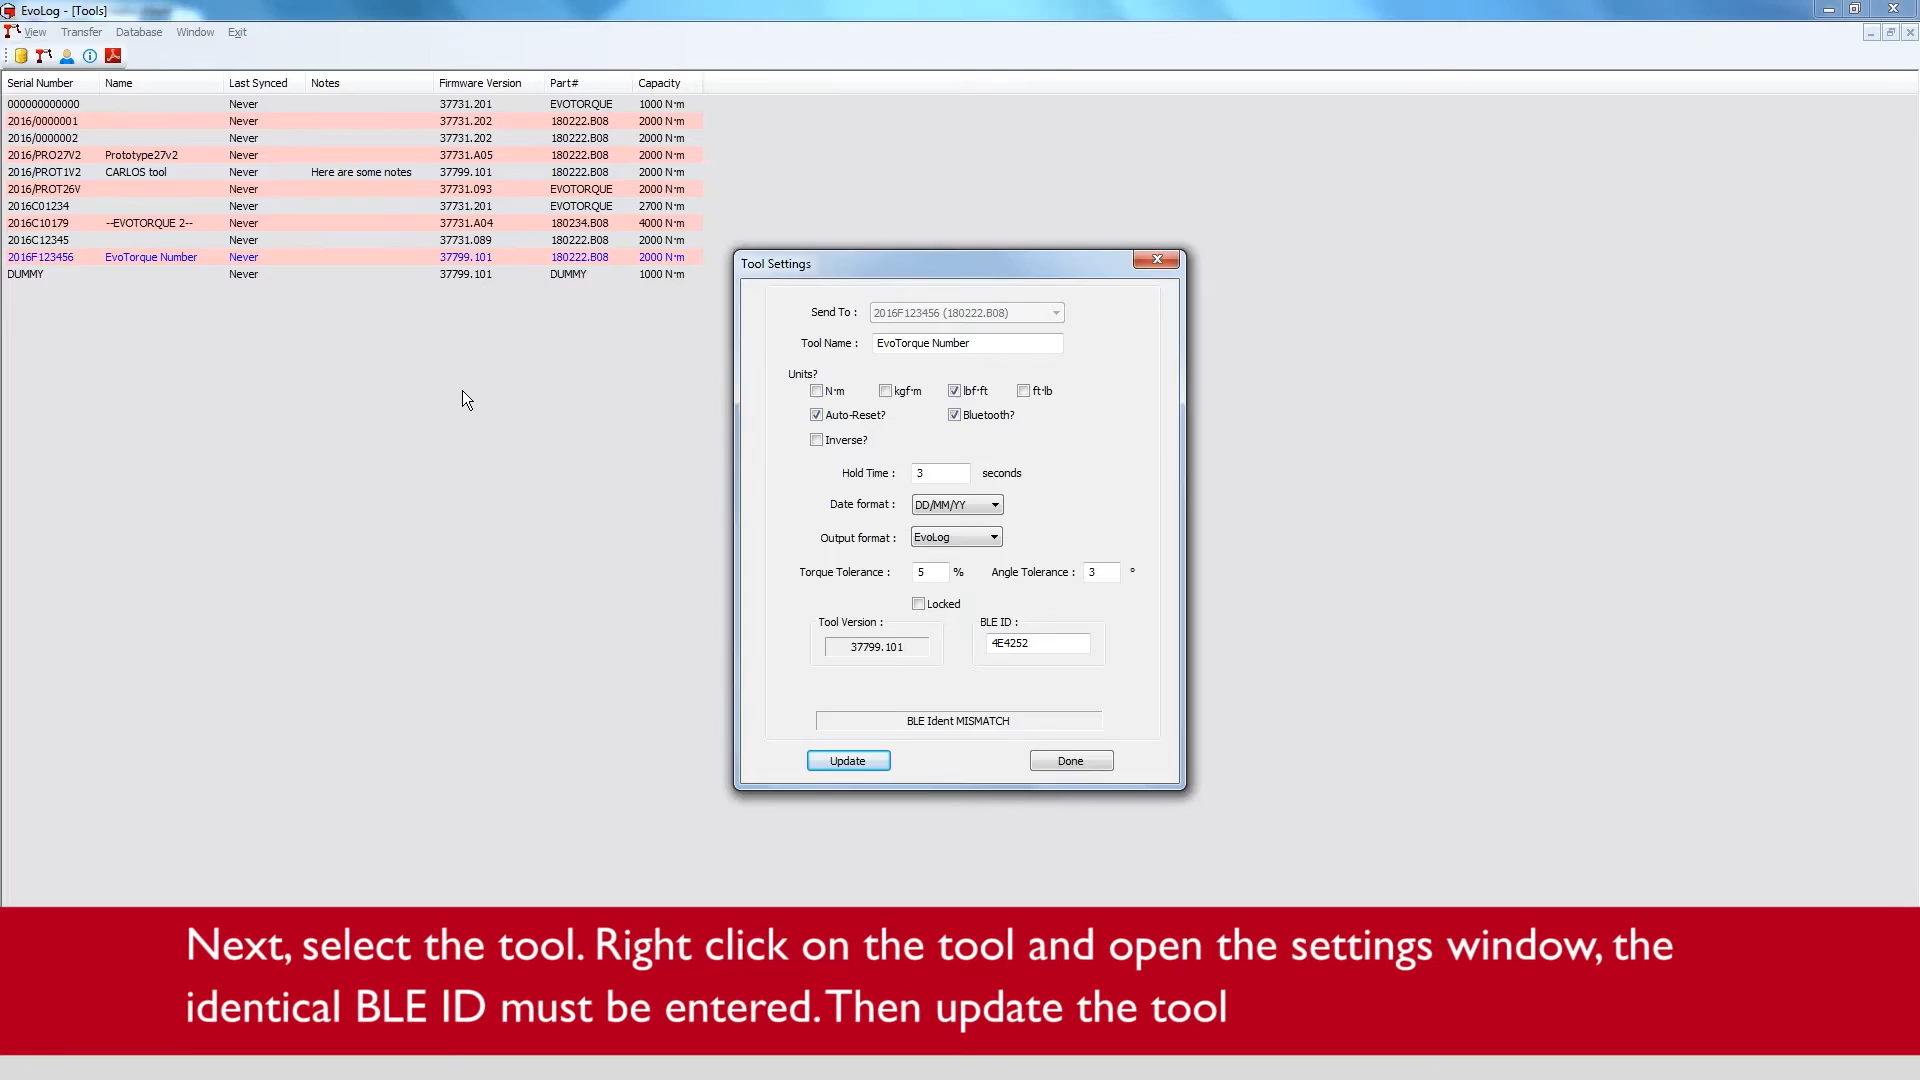 EvoLog - [Tools]
View Transfer Database Window Exit
Serial Number Name Last Synced Notes Firmware Version Part# Capacity
000000000000 Never 37731.201 EVOTORQUE 1000 N·m
2016/0000001 Never 37731.202 180222.B08 2000 N·m
2016/0000002 Never 37731.202 180222.B08 2000 N·m
2016/PRO27V2 Prototype27v2 Never 37731.A05 180222.B08 2000 N·m
2016/PROT1V2 CARLOS tool Never Here are some notes 37799.101 180222.B08 2000 N·m
2016/PROT26V Never 37731.093 EVOTORQUE 2000 N·m
2016C01234 Never 37731.201 EVOTORQUE 2700 N·m
2016C10179 --EVOTORQUE 2-- Never 37731.A04 180234.B08 4000 N·m
2016C12345 Never 37731.089 180222.B08 2000 N·m
2016F123456 EvoTorque Number Never 37799.101 180222.B08 2000 N·m
DUMMY Never 37799.101 DUMMY 1000 N·m
Tool Settings
Send To : 2016F123456 (180222.B08)
Tool Name : EvoTorque Number
Units?
N·m kgf·m lbf·ft ft·lb
Auto-Reset? Bluetooth?
Inverse?
Hold Time : 3 seconds
Date format : DD/MM/YY
Output format : EvoLog
Torque Tolerance : 5 % Angle Tolerance : 3 °
Locked
Tool Version : BLE ID :
37799.101 4E4252
BLE Ident MISMATCH
Update Done
Next, select the tool. Right click on the tool and open the settings window, the
identical BLE ID must be entered. Then update the tool